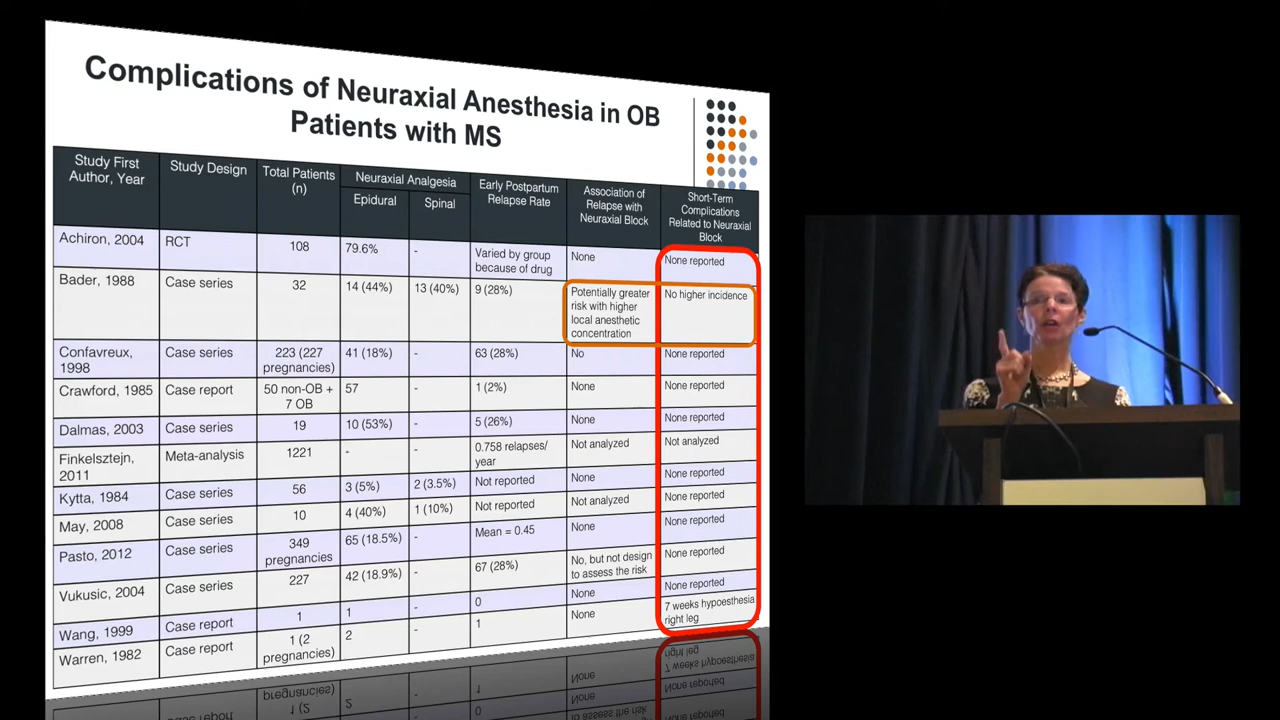 Complications of Neuraxial Anesthesia in OB
Patients with MS
Study First
Author, Year
Study Design
Total Patients
(n)
Neuraxial Analgesia
Epidural
Spinal
Early Postpartum
Relapse Rate
Association of
Relapse with
Neuraxial Block
Short-Term
Complications
Related to Neuraxial
Block
Achiron, 2004
RCT
108
79.6%
-
Varied by group
because of drug
None
None reported
Bader, 1988
Case series
32
14 (44%)
13 (40%)
9 (28%)
Potentially greater
risk with higher
local anesthetic
concentration
No higher incidence
Confavreux,
1998
Case series
223 (227
pregnancies)
41 (18%)
-
63 (28%)
No
None reported
Crawford, 1985
Case report
50 non-OB +
7 OB
57
-
1 (2%)
None
None reported
Dalmas, 2003
Case series
19
10 (53%)
-
5 (26%)
None
None reported
Finkelsztejn,
2011
Meta-analysis
1221
-
-
0.758 relapses/
year
Not analyzed
Not analyzed
Kytta, 1984
Case series
56
3 (5%)
2 (3.5%)
Not reported
None
None reported
May, 2008
Case series
10
4 (40%)
1 (10%)
Not reported
Not analyzed
None reported
Pasto, 2012
Case series
349
pregnancies
65 (18.5%)
-
Mean = 0.45
None
None reported
Vukusic, 2004
Case series
227
42 (18.9%)
-
67 (28%)
No, but not design
to assess the risk
None reported
Wang, 1999
Case report
1
1
-
0
None
None reported
Warren, 1982
Case report
1 (2
pregnancies)
2
-
1
None
7 weeks hypoesthesia
right leg